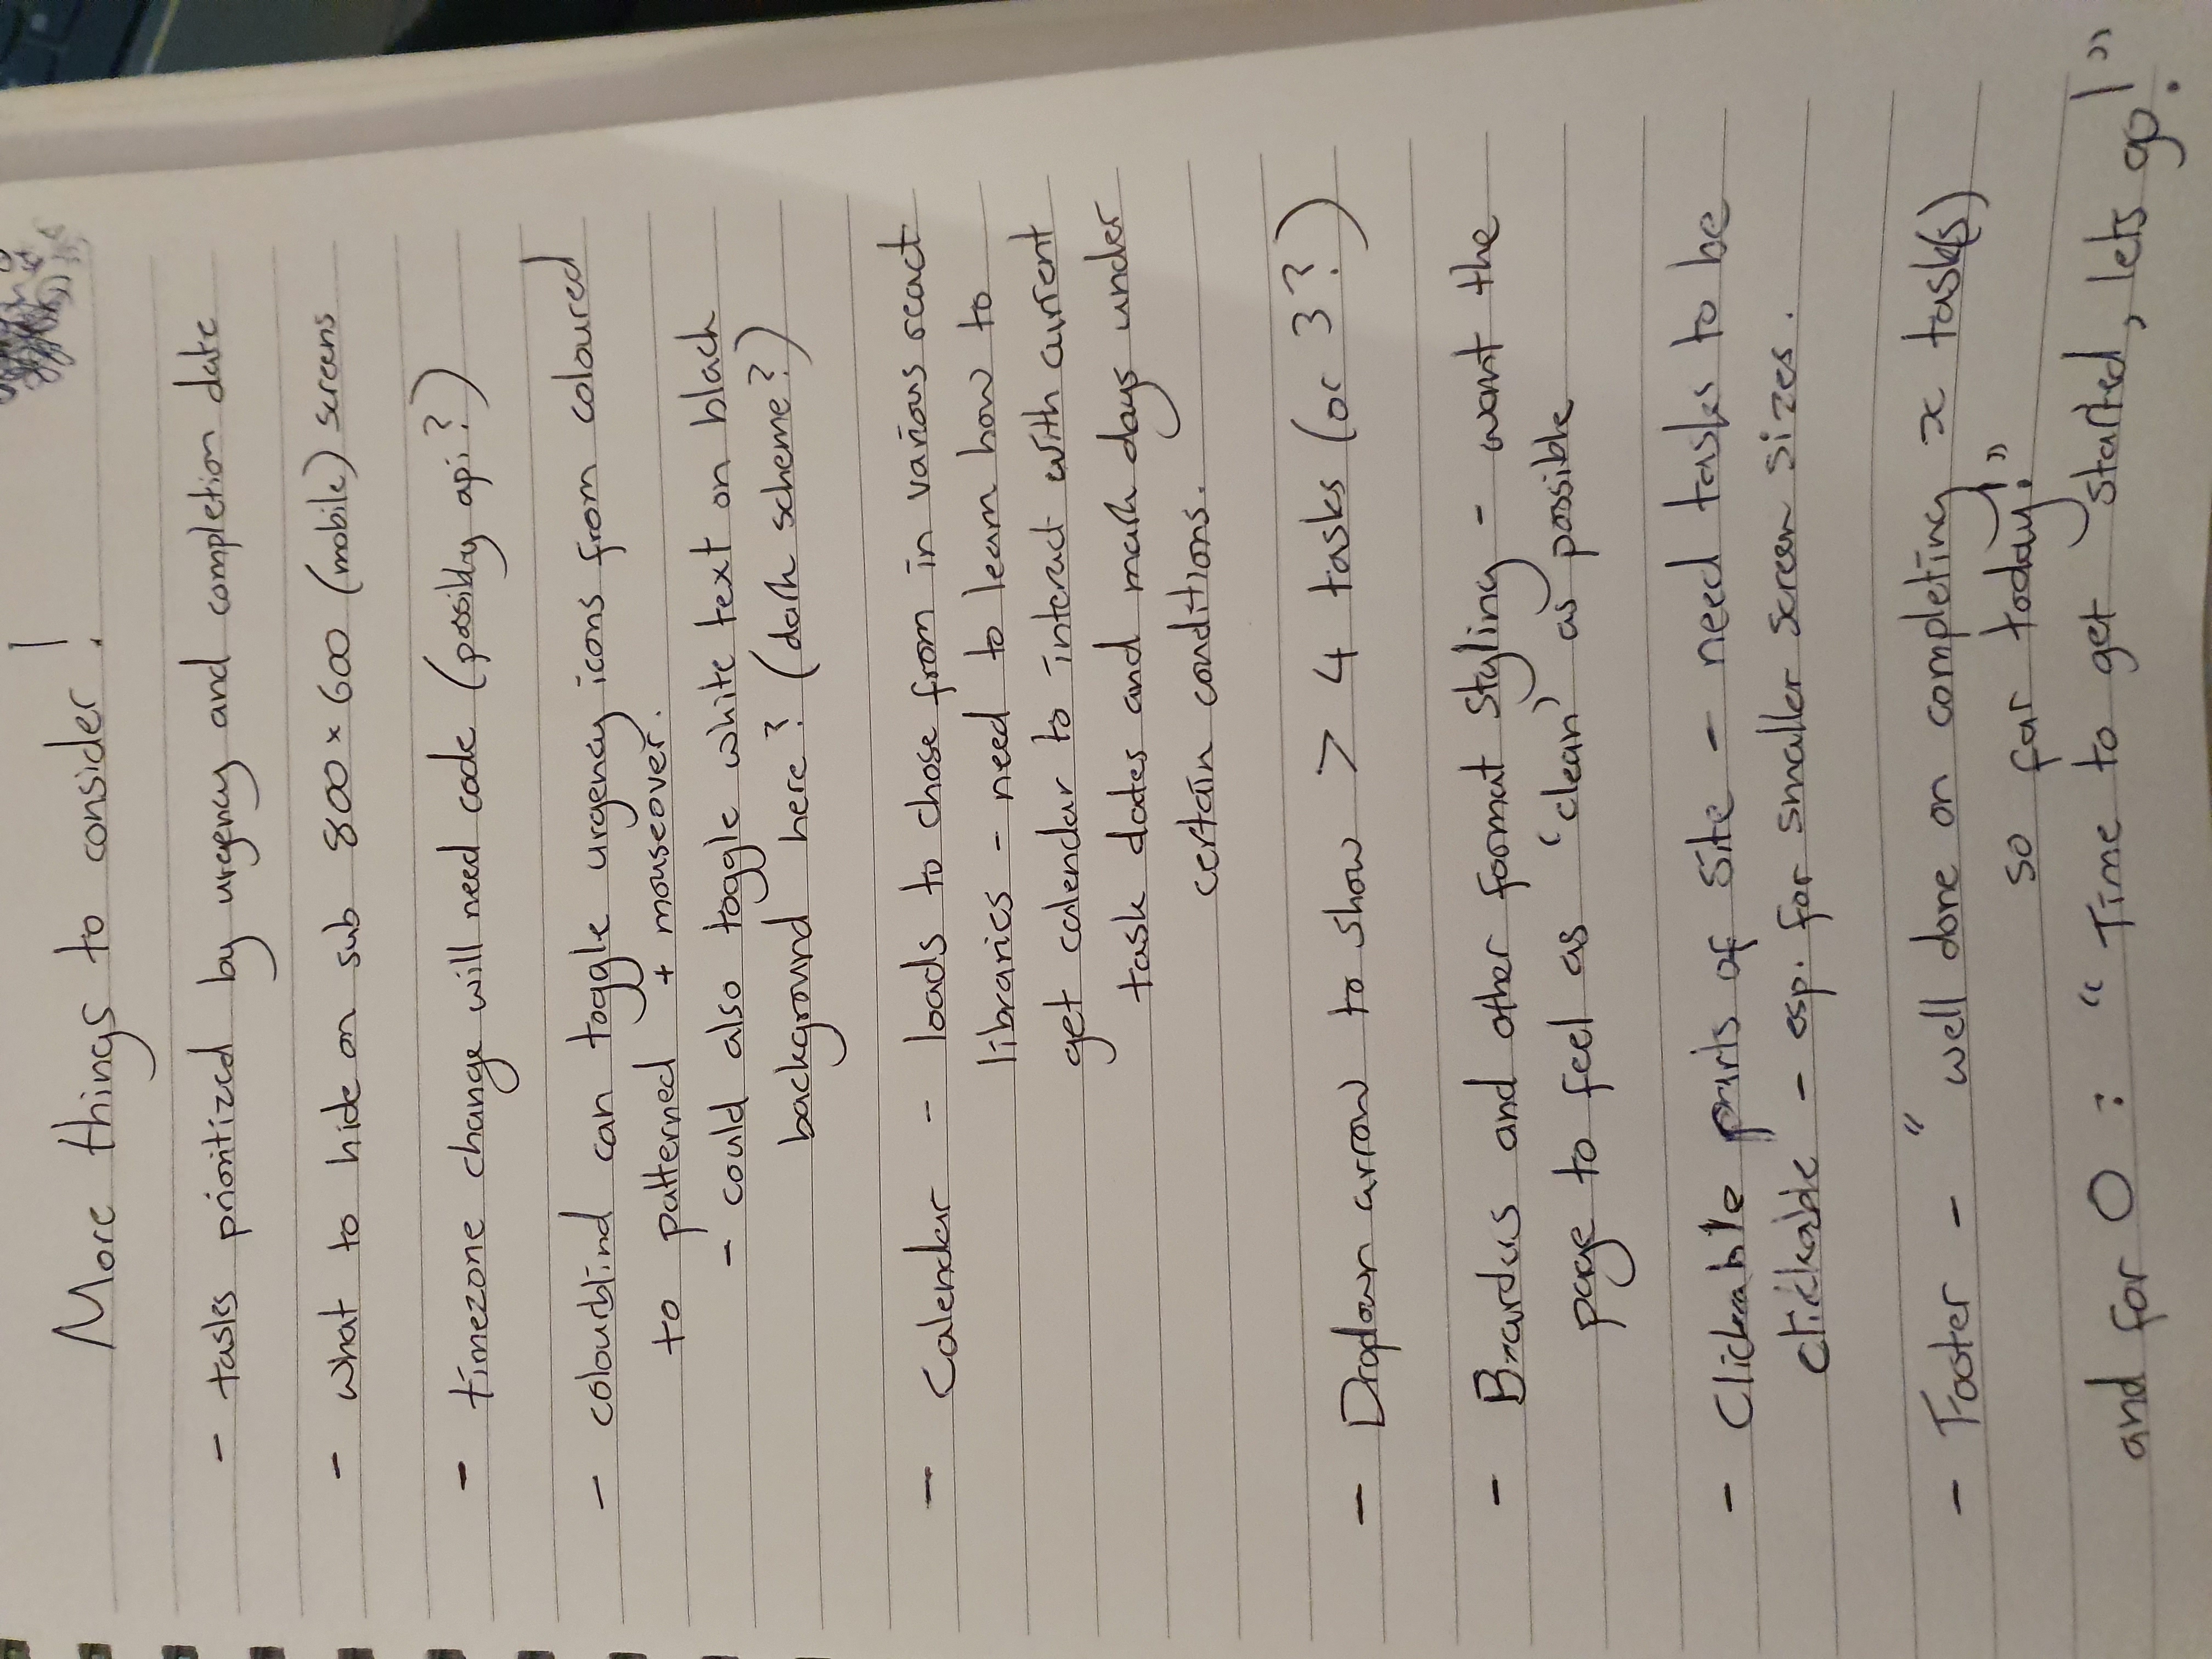 More things to consider!
- tasks prioritized by urgency and completion date
- what to hide on sub 800 x 600 (mobile) screens
- timezone change will need code (possibly api?)
- colourblind can toggle urgency icons from coloured
to patterned + mouseover.
- could also toggle white text on black
background here? (dark scheme?)
- Calendar - loads to chose from in various react
libraries - need to learn how to
get calendar to interact with current
task dates and mark days under
certain conditions.
- Dropdown arrow to show > 4 tasks (or 3?)
- and other format styling - want the
page to feel as 'clean' as possible
- Clickable parts of site - need tasks to be
clickable - esp. for smaller screen sizes.
- Footer - "well done on completing x task(s)
so far today!"
and for 0 : "Time to get started, lets go!"